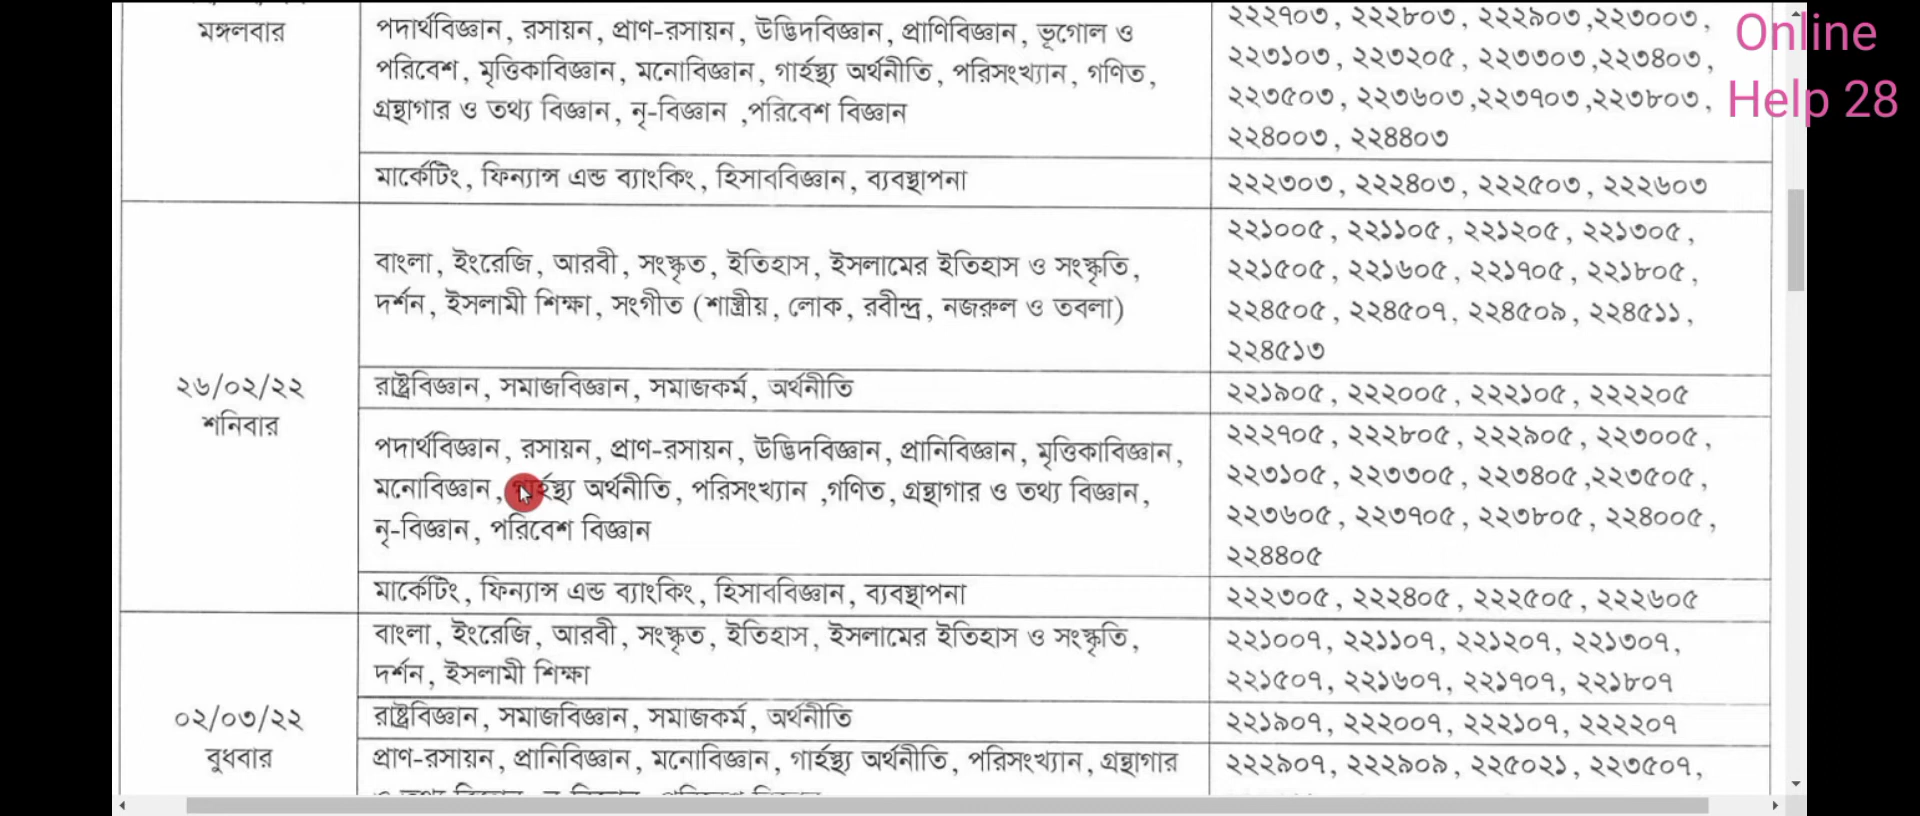 মঙ্গলবার
পদার্থবিজ্ঞান, রসায়ন, প্রাণ-রসায়ন, উদ্ভিদবিজ্ঞান, প্রাণিবিজ্ঞান, ভূগোল ও
পরিবেশ, মৃত্তিকাবিজ্ঞান, মনোবিজ্ঞান, গার্হস্থ্য অর্থনীতি, পরিসংখ্যান, গণিত,
গ্রন্থাগার ও তথ্য বিজ্ঞান, নৃ-বিজ্ঞান ,পরিবেশ বিজ্ঞান
২২২৭০৩, ২২২৮০৩, ২২২৯০৩,২২৩০০৩,
২২৩১০৩, ২২৩২০৫, ২২৩৩০৩,২২৩৪০৩,
২২৩৫০৩, ২২৩৬০৩,২২৩৭০৩,২২৩৮০৩,
২২৪০০৩, ২২৪৪০৩
Online
Help 28
মার্কেটিং, ফিন্যান্স এন্ড ব্যাংকিং, হিসাববিজ্ঞান, ব্যবস্থাপনা
২২২৩০৩, ২২২৪০৩, ২২২৫০৩, ২২২৬০৩
২৬/০২/২২
শনিবার
বাংলা, ইংরেজি, আরবী, সংস্কৃত, ইতিহাস, ইসলামের ইতিহাস ও সংস্কৃতি,
দর্শন, ইসলামী শিক্ষা, সংগীত (শাস্ত্রীয়, লোক, রবীন্দ্র, নজরুল ও তবলা)
২২১০০৫, ২২১১০৫, ২২১২০৫, ২২১৩০৫,
২২১৫০৫, ২২১৬০৫, ২২১৭০৫, ২২১৮০৫,
২২৪৫০৫, ২২৪৫০৭, ২২৪৫০৯, ২২৪৫১১,
২২৪৫১৩
রাষ্ট্রবিজ্ঞান, সমাজবিজ্ঞান, সমাজকর্ম, অর্থনীতি
২২১৯০৫, ২২২০০৫, ২২২১০৫, ২২২২০৫
পদার্থবিজ্ঞান, রসায়ন, প্রাণ-রসায়ন, উদ্ভিদবিজ্ঞান, প্রানিবিজ্ঞান, মৃত্তিকাবিজ্ঞান,
মনোবিজ্ঞান, গার্হস্থ্য অর্থনীতি, পরিসংখ্যান ,গণিত, গ্রন্থাগার ও তথ্য বিজ্ঞান,
নৃ-বিজ্ঞান, পরিবেশ বিজ্ঞান
২২২৭০৫, ২২২৮০৫, ২২২৯০৫, ২২৩০০৫,
২২৩১০৫, ২২৩৩০৫, ২২৩৪০৫,২২৩৫০৫,
২২৩৬০৫, ২২৩৭০৫, ২২৩৮০৫, ২২৪০০৫,
২২৪৪০৫
মার্কেটিং, ফিন্যান্স এন্ড ব্যাংকিং, হিসাববিজ্ঞান, ব্যবস্থাপনা
২২২৩০৫, ২২২৪০৫, ২২২৫০৫, ২২২৬০৫
০২/০৩/২২
বুধবার
বাংলা, ইংরেজি, আরবী, সংস্কৃত, ইতিহাস, ইসলামের ইতিহাস ও সংস্কৃতি,
দর্শন, ইসলামী শিক্ষা
২২১০০৭, ২২১১০৭, ২২১২০৭, ২২১৩০৭,
২২১৫০৭, ২২১৬০৭, ২২১৭০৭, ২২১৮০৭
রাষ্ট্রবিজ্ঞান, সমাজবিজ্ঞান, সমাজকর্ম, অর্থনীতি
২২১৯০৭, ২২২০০৭, ২২২১০৭, ২২২২০৭
প্রাণ-রসায়ন, প্রানিবিজ্ঞান, মনোবিজ্ঞান, গার্হস্থ্য অর্থনীতি, পরিসংখ্যান, গ্রন্থাগার
২২২৯০৭, ২২২৯০৯, ২২৫০২১, ২২৩৫০৭,